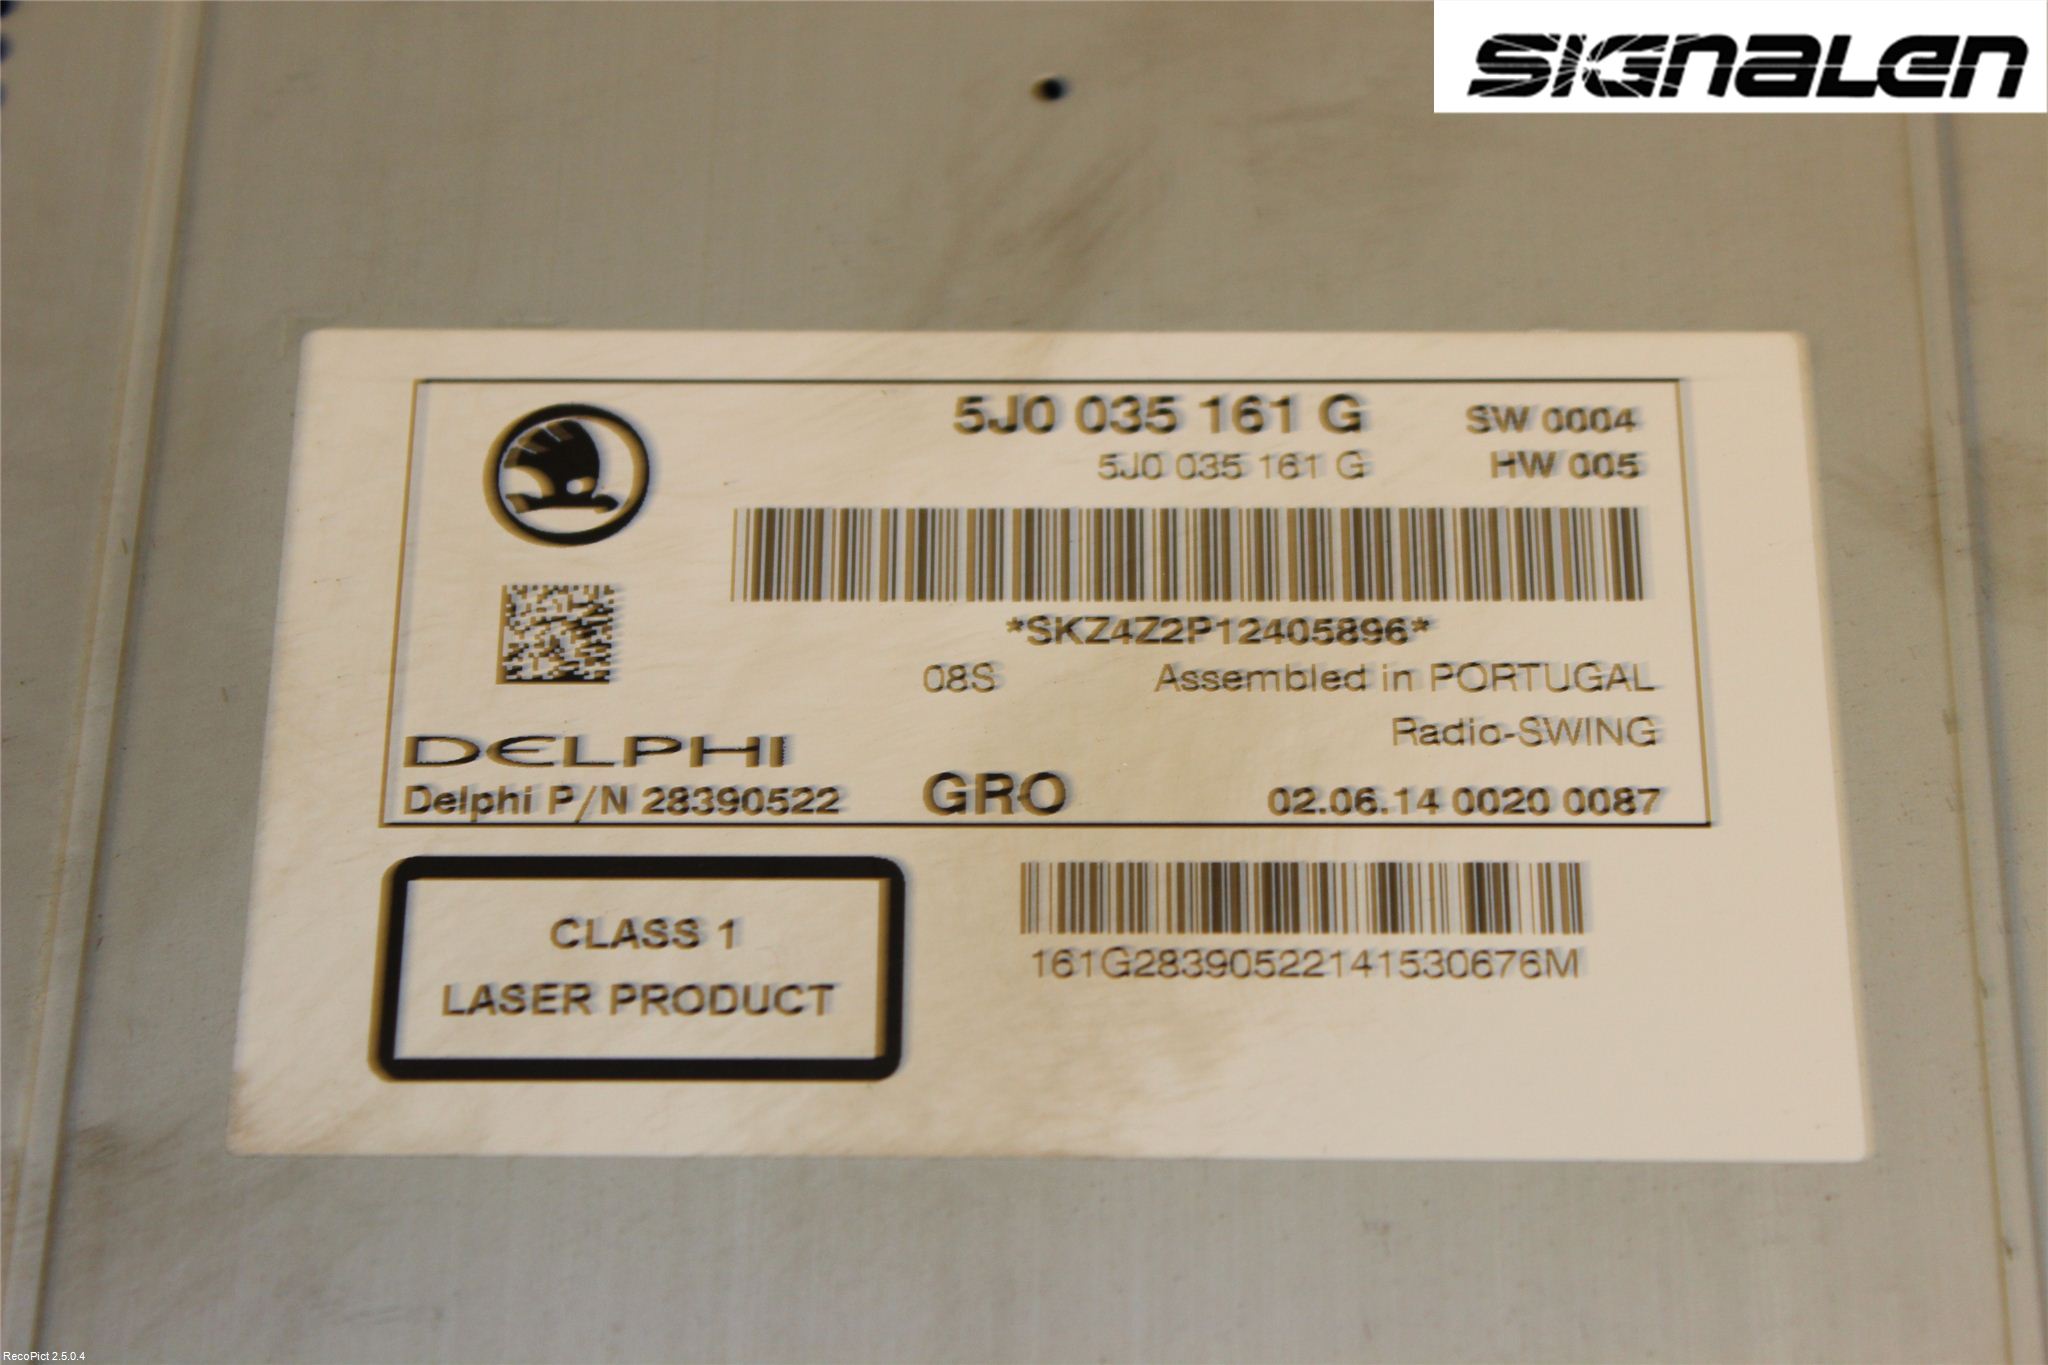 SIGNALEN
5J0 035 161 G SW 0004
5J0 035 161 G HW 005
*SKZ4Z2P12405896*
08S Assembled in PORTUGAL
Radio-SWING
DELPHI
Delphi P/N 28390522 GRO 02.06.14 0020 0087
CLASS 1
LASER PRODUCT
161G28390522141530676M
RecoPict 2.5.0.4